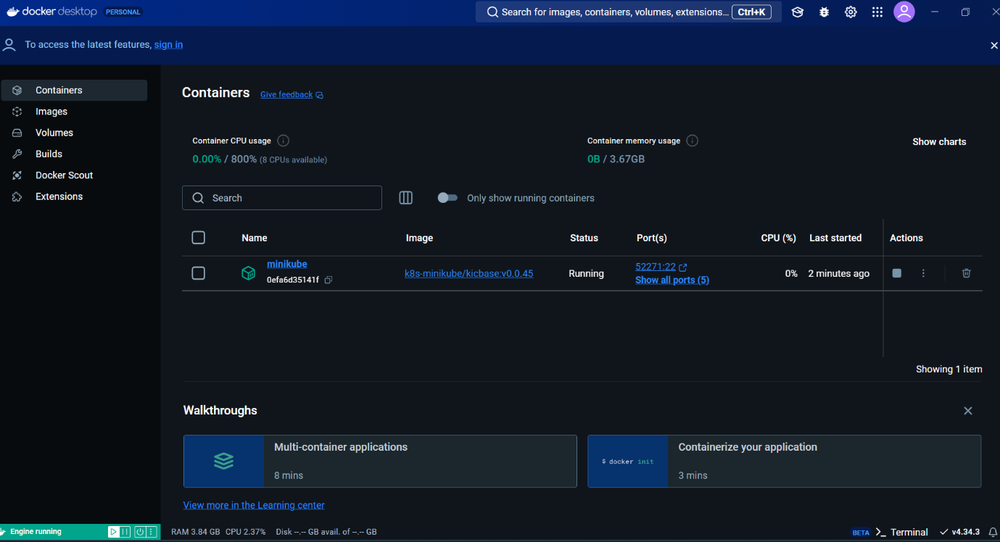 docker desktop PERSONAL
Search for images, containers, volumes, extensions... Ctrl+K
To access the latest features, sign in
Containers
Images
Volumes
Builds
Docker Scout
Extensions
Containers Give feedback
Container CPU usage
0.00% / 800% (8 CPUs available)
Container memory usage
0B / 3.67GB
Show charts
Search
Only show running containers
Name Image Status Port(s) CPU (%) Last started Actions
minikube
0efa6d35141f
k8s-minikube/kicbase:v0.0.45
Running
52271:22
Show all ports (5)
0%
2 minutes ago
Showing 1 item
Walkthroughs
Multi-container applications
8 mins
$ docker init
Containerize your application
3 mins
View more in the Learning center
Engine running
RAM 3.84 GB CPU 2.37% Disk --.-- GB avail. of --.-- GB
BETA >_ Terminal v4.34.3